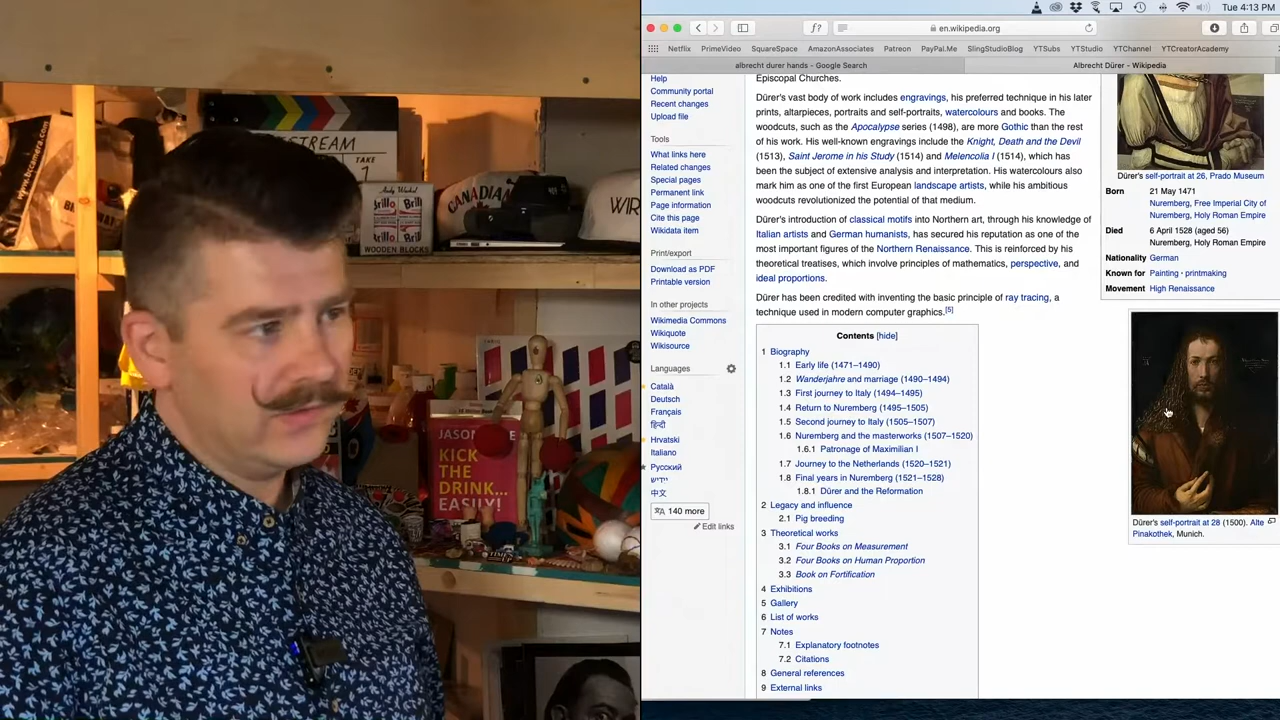 STREAM
TAKE
Andy Warhol
Brillo
Brillo
WOODEN BLOCKS
CANADIAN
WIR
JASON
KICK
THE
DRINK...
EASILY!
Tue 4:13 PM
en.wikipedia.org
Netflix PrimeVideo SquareSpace AmazonAssociates Patreon PayPal.Me SlingStudioBlog YTSubs YTStudio YTChannel YTCreatorAcademy
albrecht durer hands - Google Search
Albrecht Dürer - Wikipedia
Help
Community portal
Recent changes
Upload file
Tools
What links here
Related changes
Special pages
Permanent link
Page information
Cite this page
Wikidata item
Print/export
Download as PDF
Printable version
In other projects
Wikimedia Commons
Wikiquote
Wikisource
Languages
Català
Deutsch
Français
हिन्दी
Hrvatski
Italiano
Русский
ייִדיש
中文
140 more
Edit links
Episcopal Churches.
Dürer's vast body of work includes engravings, his preferred technique in his later
prints, altarpieces, portraits and self-portraits, watercolours and books. The
woodcuts, such as the Apocalypse series (1498), are more Gothic than the rest
of his work. His well-known engravings include the Knight, Death and the Devil
(1513), Saint Jerome in his Study (1514) and Melencolia I (1514), which has
been the subject of extensive analysis and interpretation. His watercolours also
mark him as one of the first European landscape artists, while his ambitious
woodcuts revolutionized the potential of that medium.
Dürer's introduction of classical motifs into Northern art, through his knowledge of
Italian artists and German humanists, has secured his reputation as one of the
most important figures of the Northern Renaissance. This is reinforced by his
theoretical treatises, which involve principles of mathematics, perspective, and
ideal proportions.
Dürer has been credited with inventing the basic principle of ray tracing, a
technique used in modern computer graphics.[5]
Contents [hide]
1 Biography
1.1 Early life (1471–1490)
1.2 Wanderjahre and marriage (1490–1494)
1.3 First journey to Italy (1494–1495)
1.4 Return to Nuremberg (1495–1505)
1.5 Second journey to Italy (1505–1507)
1.6 Nuremberg and the masterworks (1507–1520)
1.6.1 Patronage of Maximilian I
1.7 Journey to the Netherlands (1520–1521)
1.8 Final years in Nuremberg (1521–1528)
1.8.1 Dürer and the Reformation
2 Legacy and influence
2.1 Pig breeding
3 Theoretical works
3.1 Four Books on Measurement
3.2 Four Books on Human Proportion
3.3 Book on Fortification
4 Exhibitions
5 Gallery
6 List of works
7 Notes
7.1 Explanatory footnotes
7.2 Citations
8 General references
9 External links
Dürer's self-portrait at 26, Prado Museum
Born 21 May 1471
Nuremberg, Free Imperial City of
Nuremberg, Holy Roman Empire
Died 6 April 1528 (aged 56)
Nuremberg, Holy Roman Empire
Nationality German
Known for Painting · printmaking
Movement High Renaissance
Dürer's self-portrait at 28 (1500). Alte
Pinakothek, Munich.